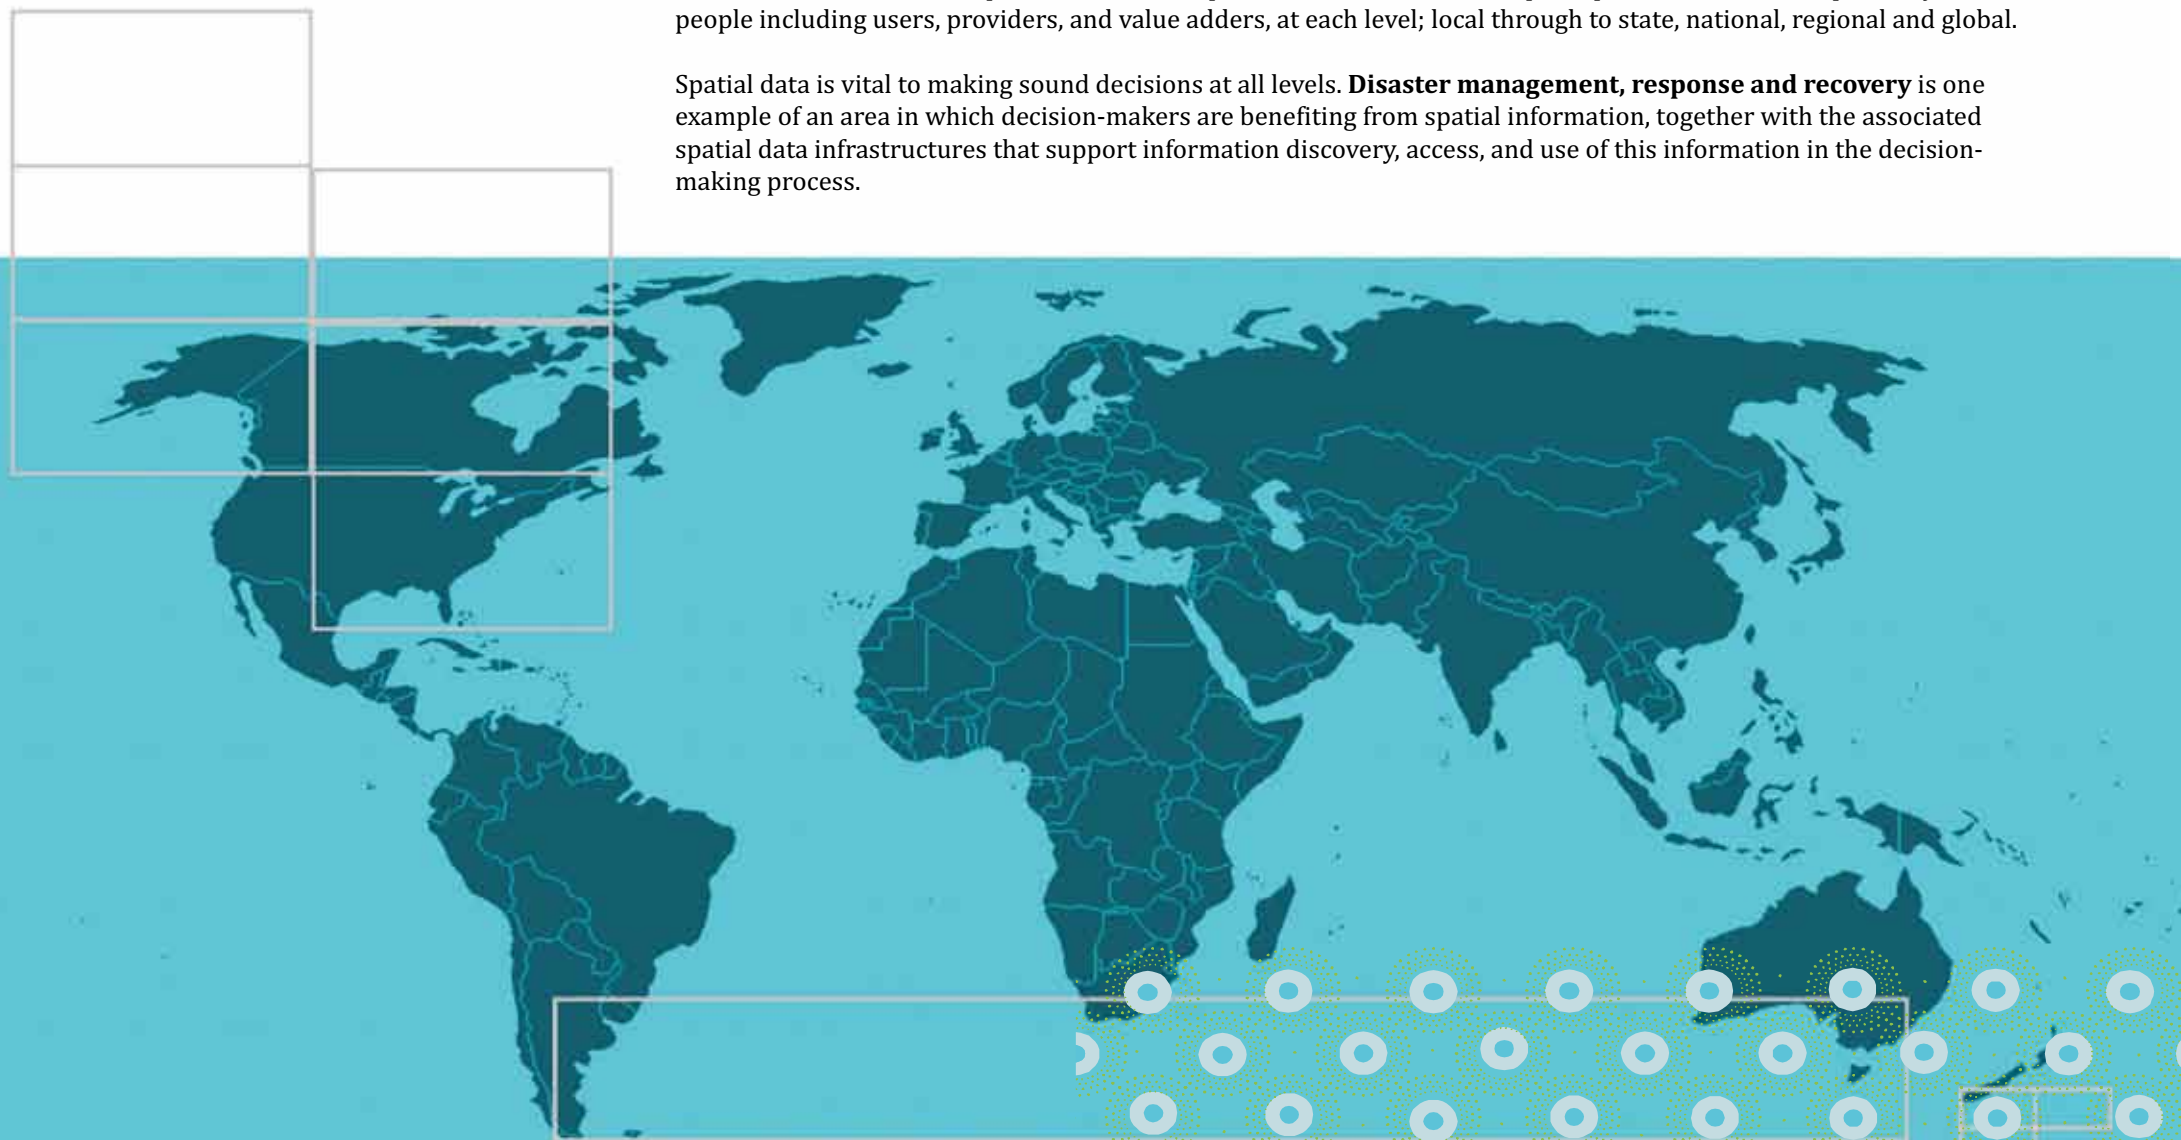 people including users, providers, and value adders, at each level; local through to state, national, regional and global.
Spatial data is vital to making sound decisions at all levels. Disaster management, response and recovery is one
example of an area in which decision-makers are benefiting from spatial information, together with the associated
spatial data infrastructures that support information discovery, access, and use of this information in the decision-
making process.